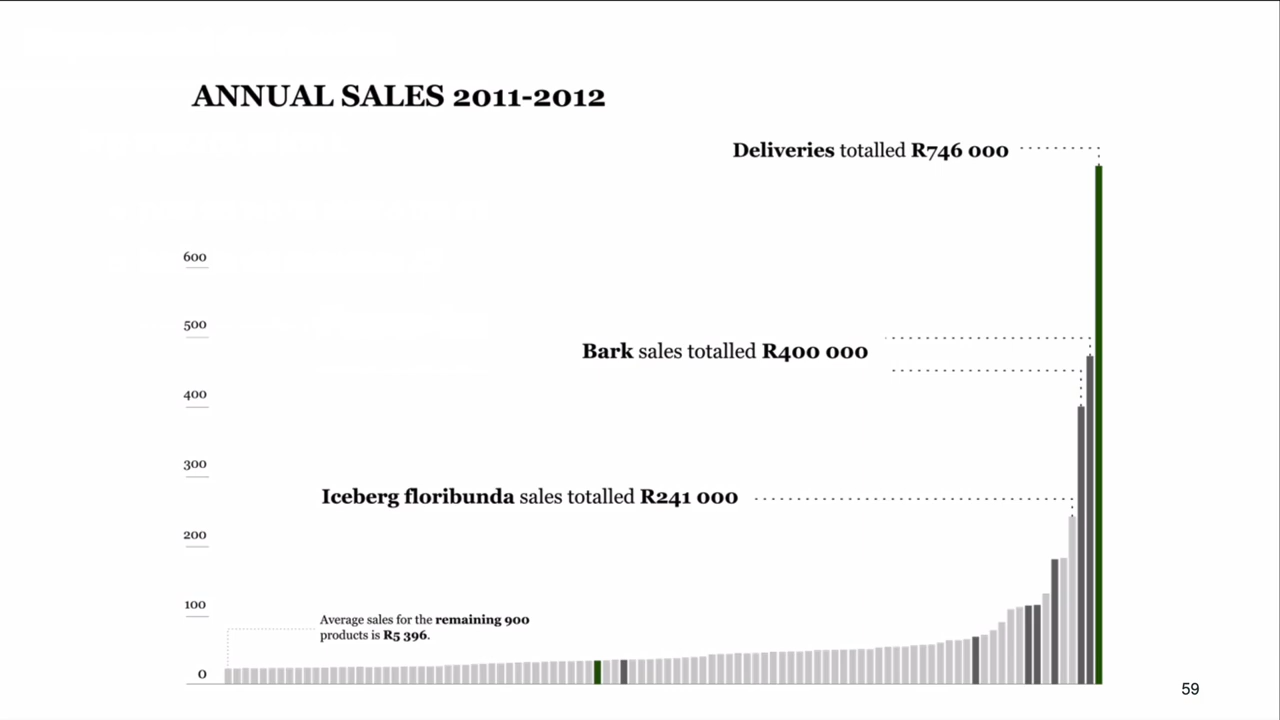 ANNUAL SALES 2011-2012
Deliveries totalled R746 000
600
500
Bark sales totalled R400 000
400
300
Iceberg floribunda sales totalled R241 000
200
100
Average sales for the remaining 900
products is R5 396.
0
59